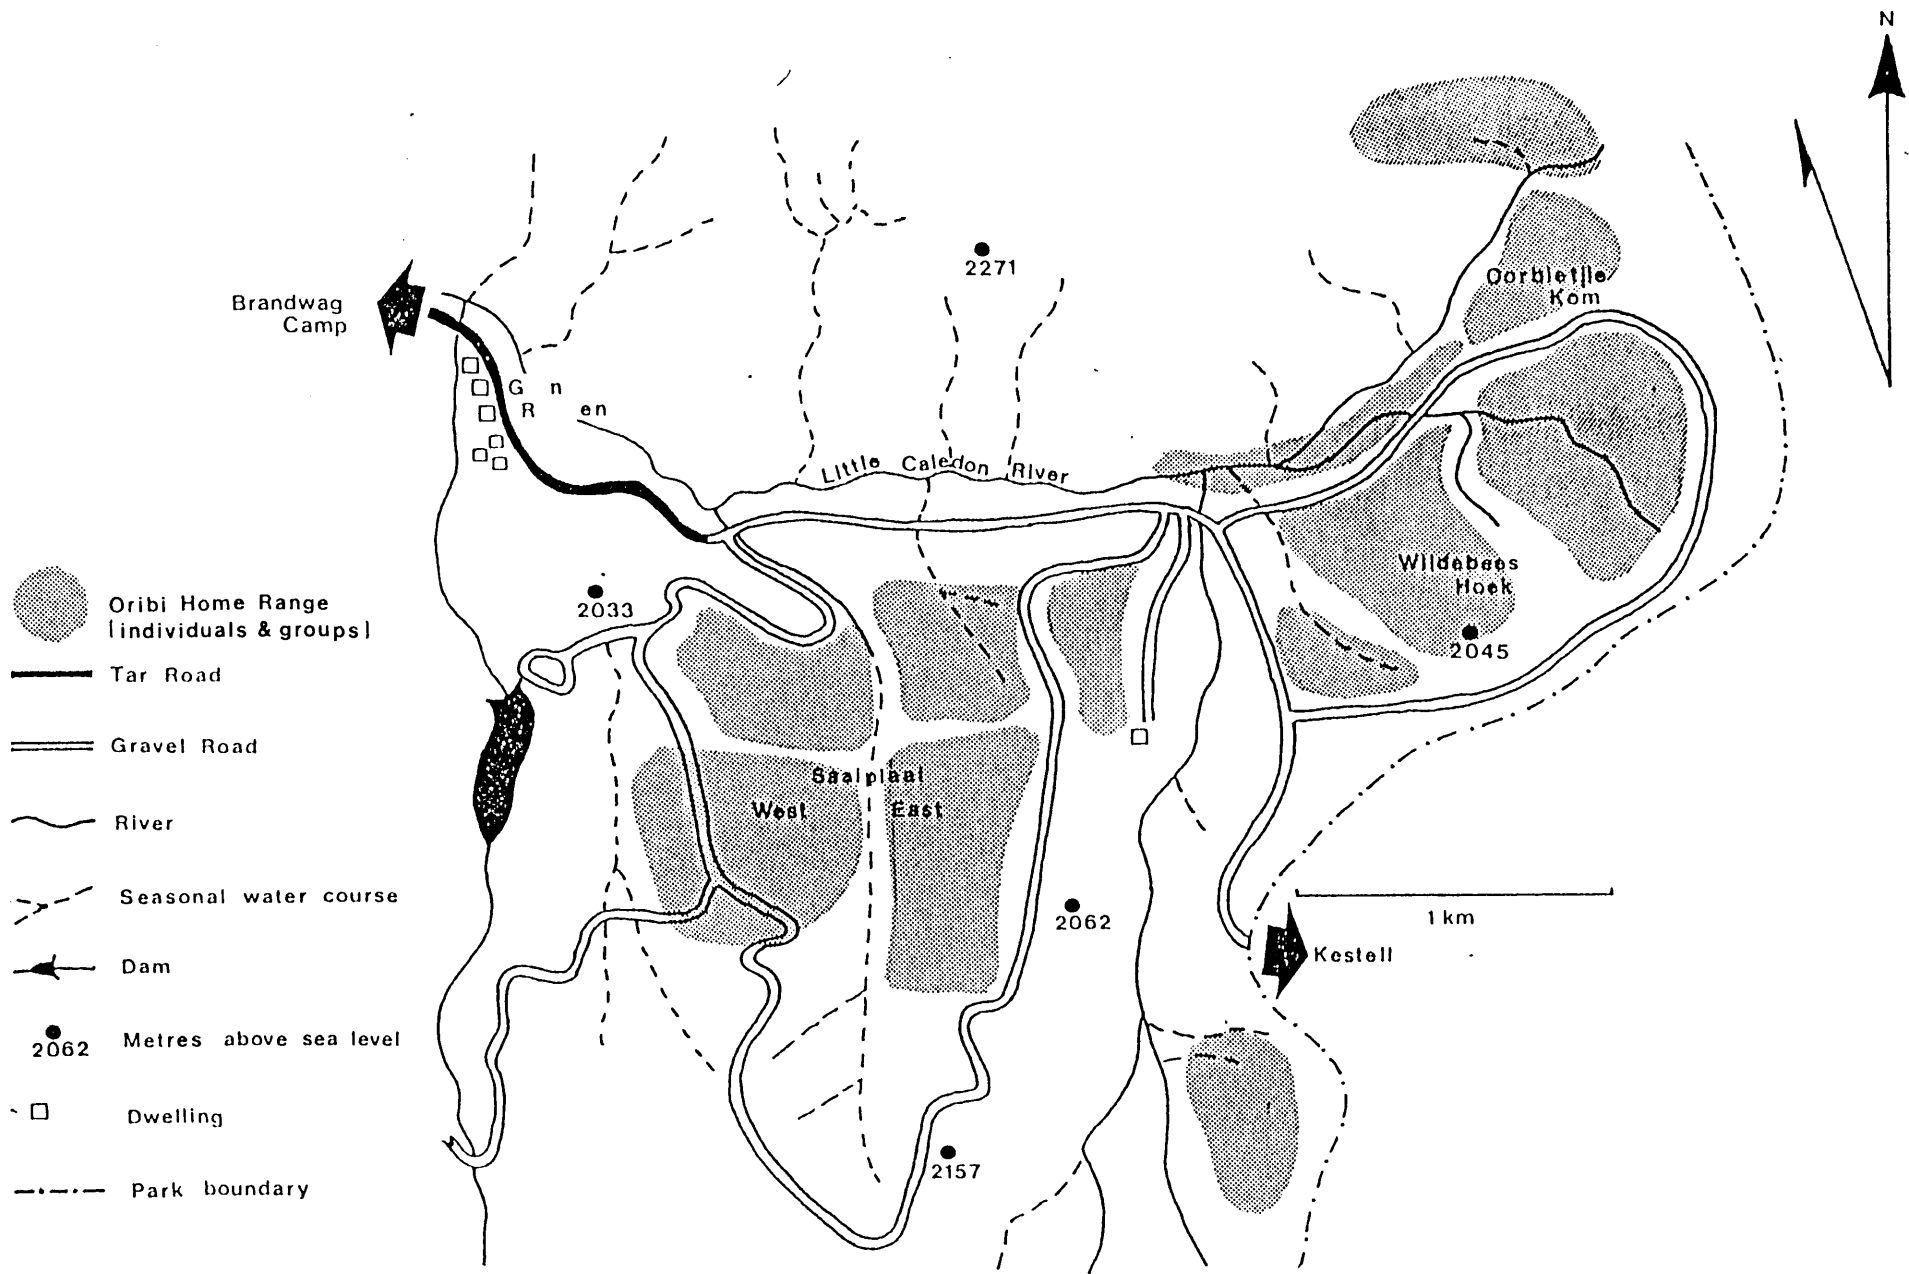 N
2271
Oorbietjie
Kom
Brandwag
Camp
G n
R en
Little Caledon River
Wildebees
Hoek
2045
2033
Oribi Home Range
[individuals & groups]
Tar Road
Gravel Road
River
Seasonal water course
Dam
2062
Metres above sea level
Dwelling
Park boundary
Saalplaat
West East
2062
1 km
Kestell
2157